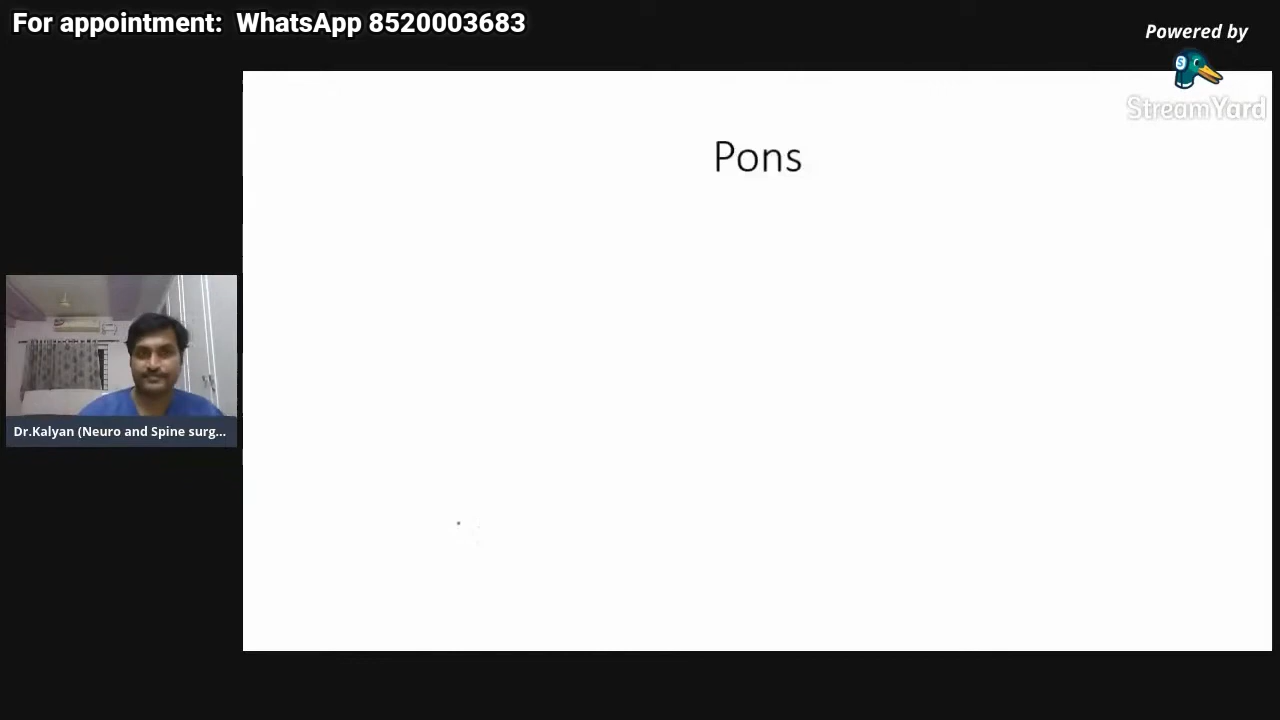 For appointment: WhatsApp 8520003683
Powered by
StreamYard
Pons
Dr.Kalyan (Neuro and Spine surg...